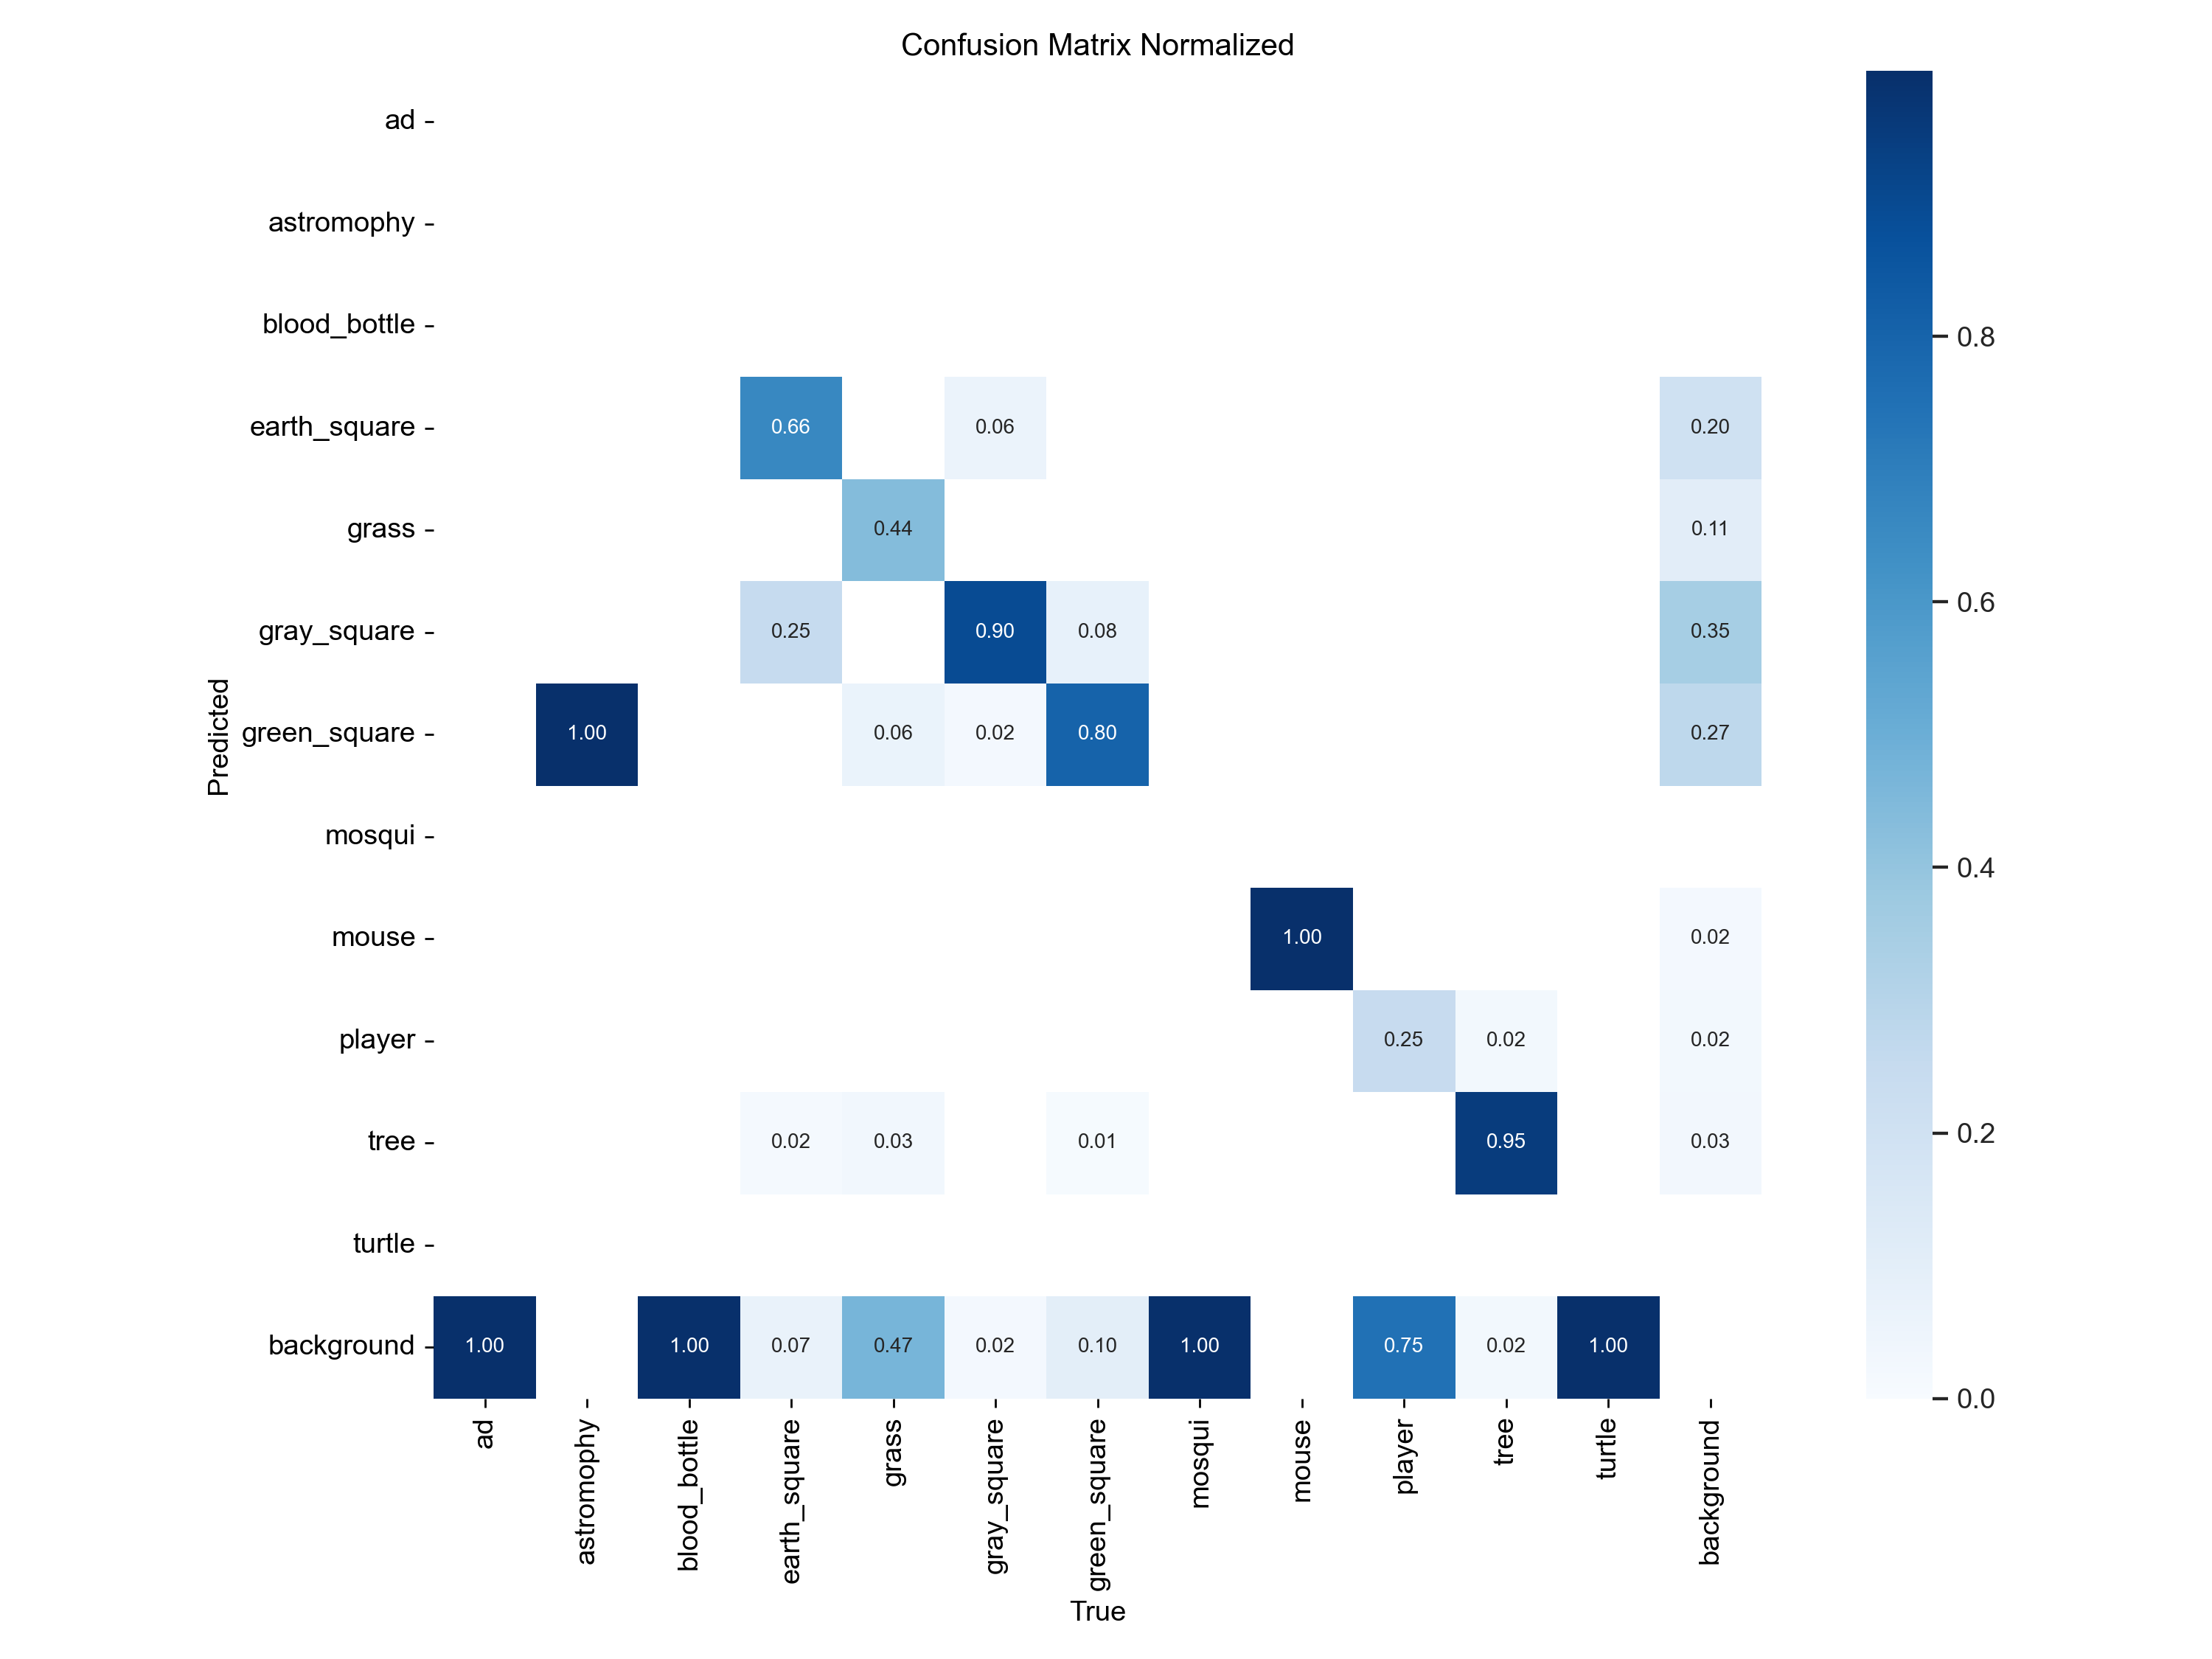 Confusion Matrix Normalized
Predicted
ad
astromophy
blood_bottle
earth_square 0.66 0.06 0.20
grass 0.44 0.11
gray_square 0.25 0.90 0.08 0.35
green_square 1.00 0.06 0.02 0.80 0.27
mosqui
mouse 1.00 0.02
player 0.25 0.02 0.02
tree 0.02 0.03 0.01 0.95 0.03
turtle
background 1.00 1.00 0.07 0.47 0.02 0.10 1.00 0.75 0.02 1.00
ad astromophy blood_bottle earth_square grass gray_square green_square mosqui mouse player tree turtle background
True
0.8
0.6
0.4
0.2
0.0